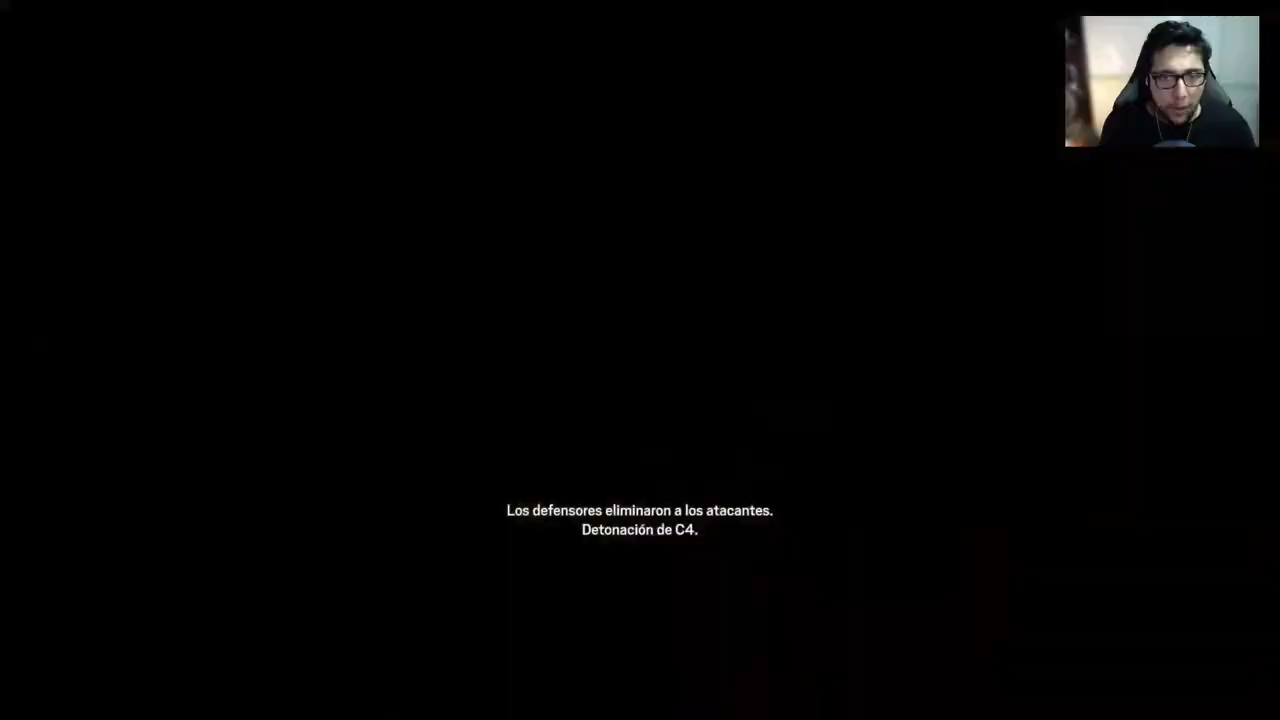 Los defensores eliminaron a los atacantes.
Detonación de C4.